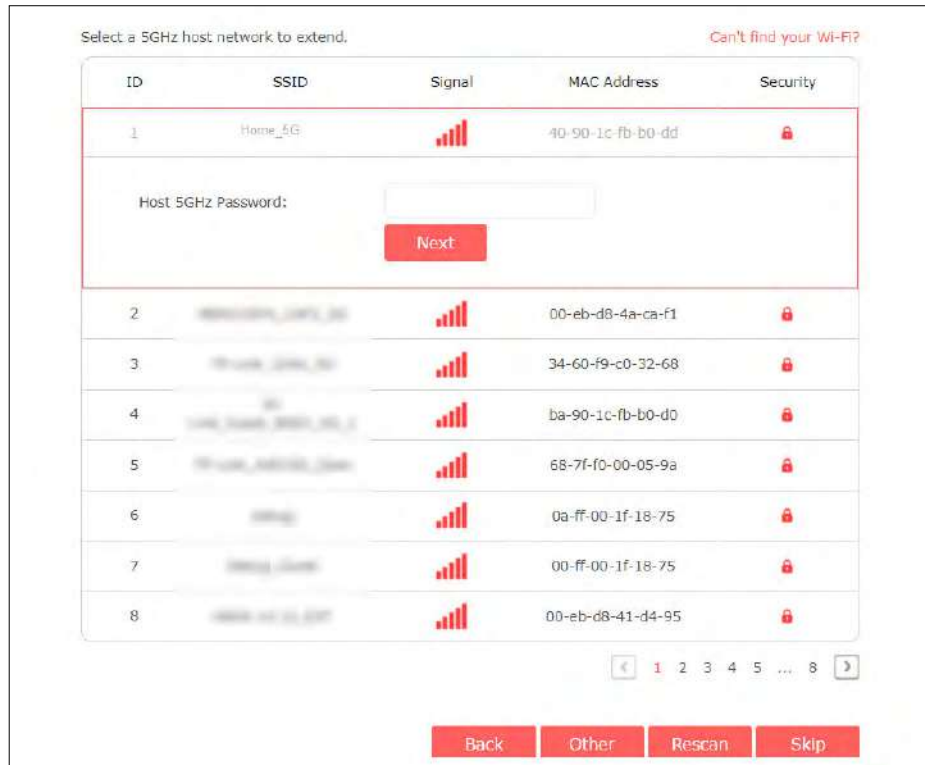 Select a 5GHz host network to extend. Can't find your Wi-Fi?
ID SSID Signal MAC Address Security
1 Home_5G 40-90-1c-fb-b0-dd
Host 5GHz Password:
Next
2 00-eb-d8-4a-ca-f1
3 34-60-f9-c0-32-68
4 ba-90-1c-fb-b0-d0
5 68-7f-f0-00-05-9a
6 0a-ff-00-1f-18-75
7 00-ff-00-1f-18-75
8 00-eb-d8-41-d4-95
< 1 2 3 4 5 ... 8 >
Back Other Rescan Skip